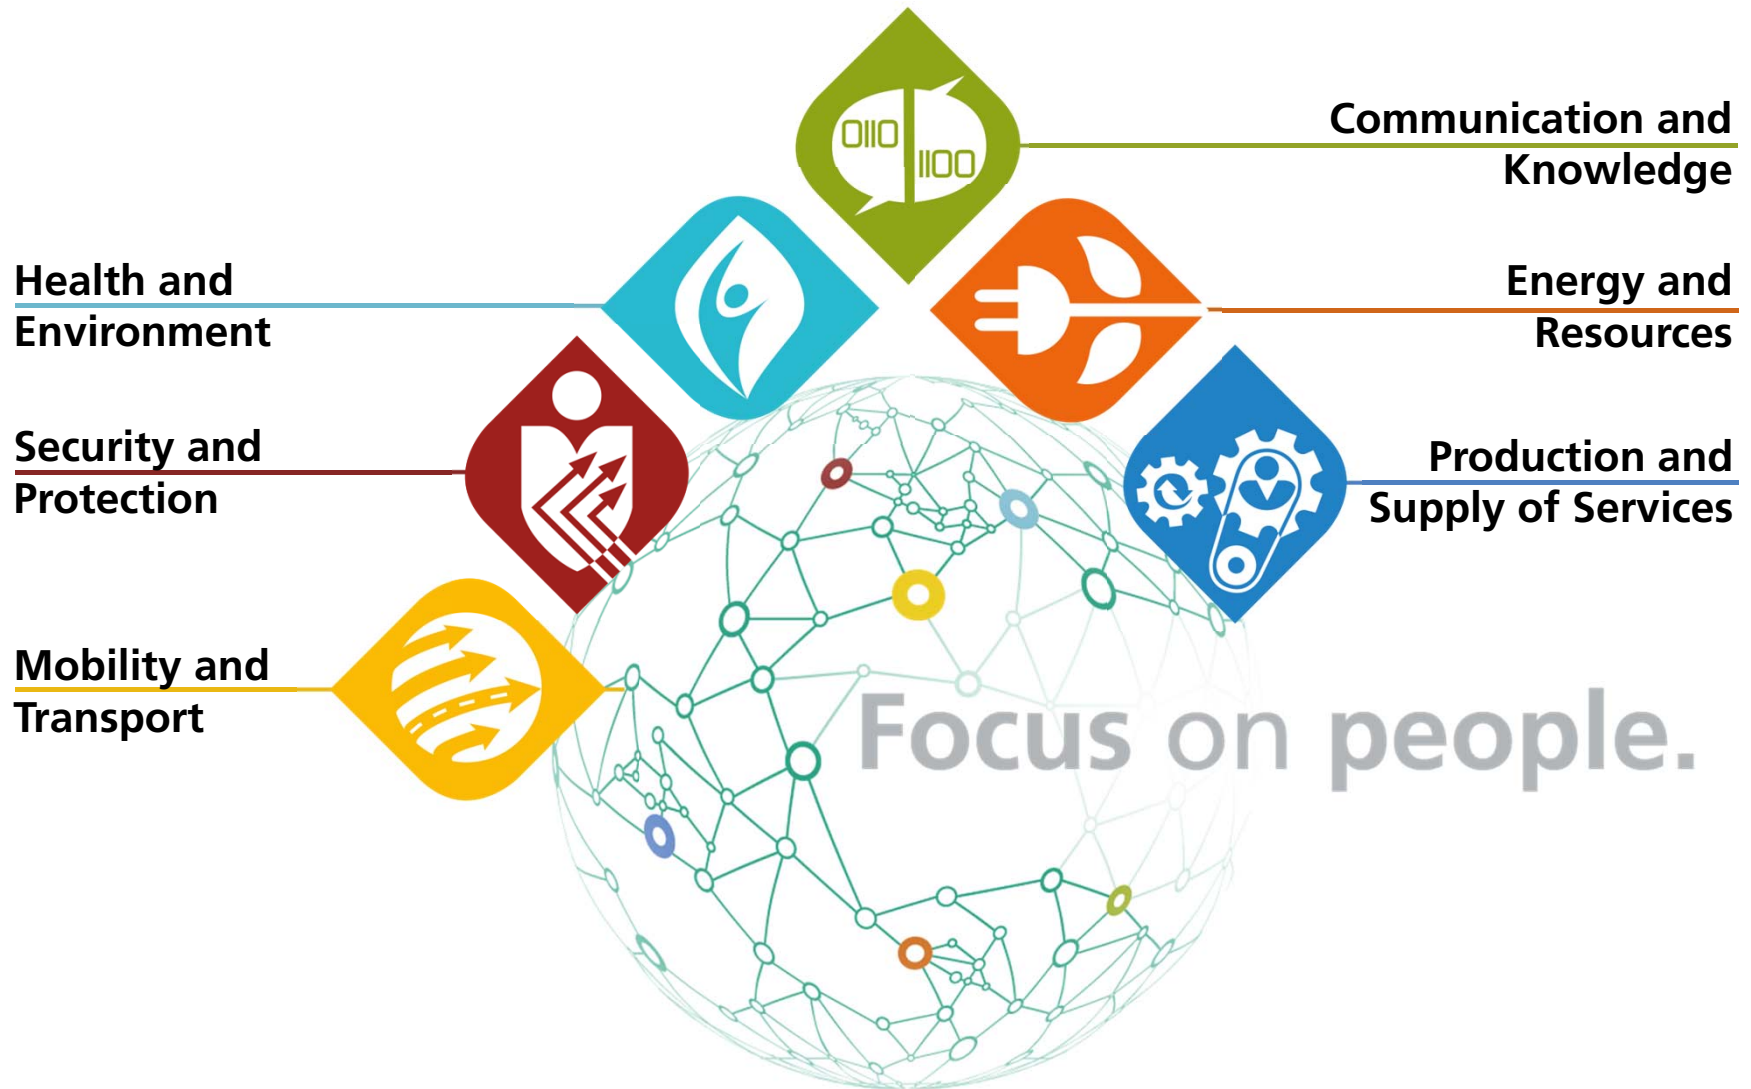 0110
1100
Communication and
Knowledge
Health and
Environment
Energy and
Resources
Security and
Protection
Production and
Supply of Services
Mobility and
Transport
Focus on people.